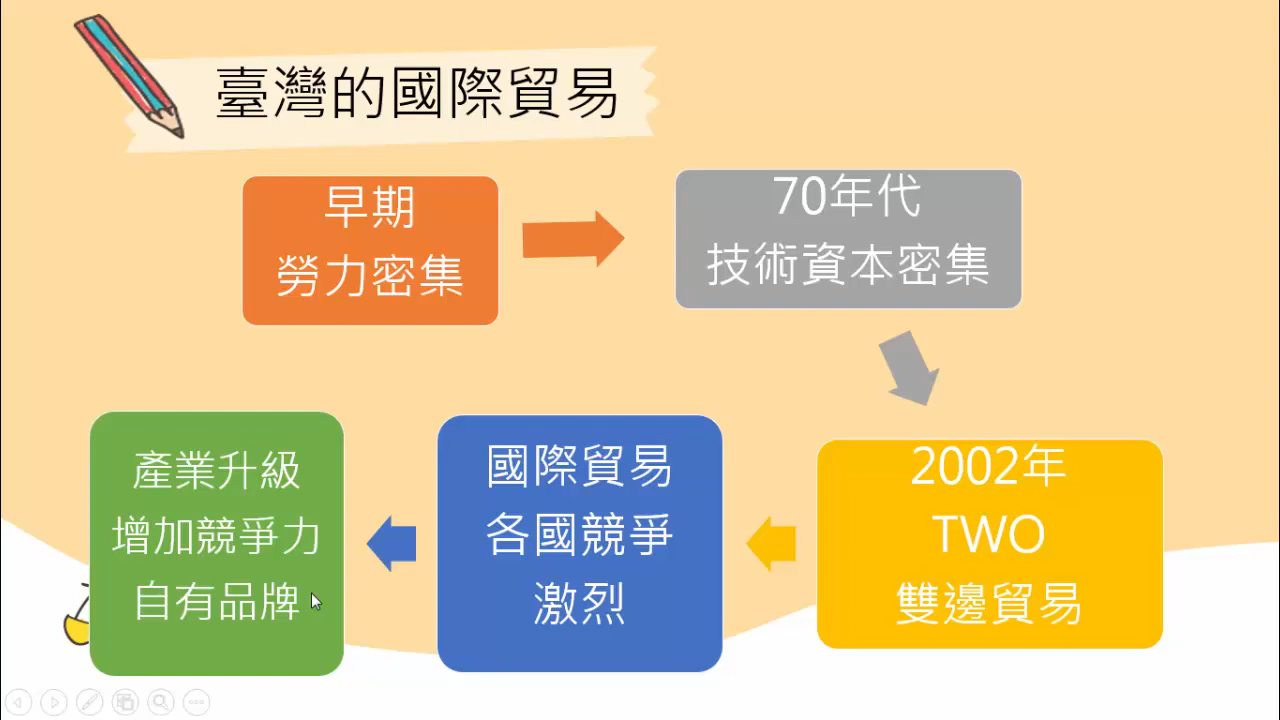 臺灣的國際貿易
早期
勞力密集
70年代
技術資本密集
2002年
TWO
雙邊貿易
國際貿易
各國競爭
激烈
產業升級
增加競爭力
自有品牌